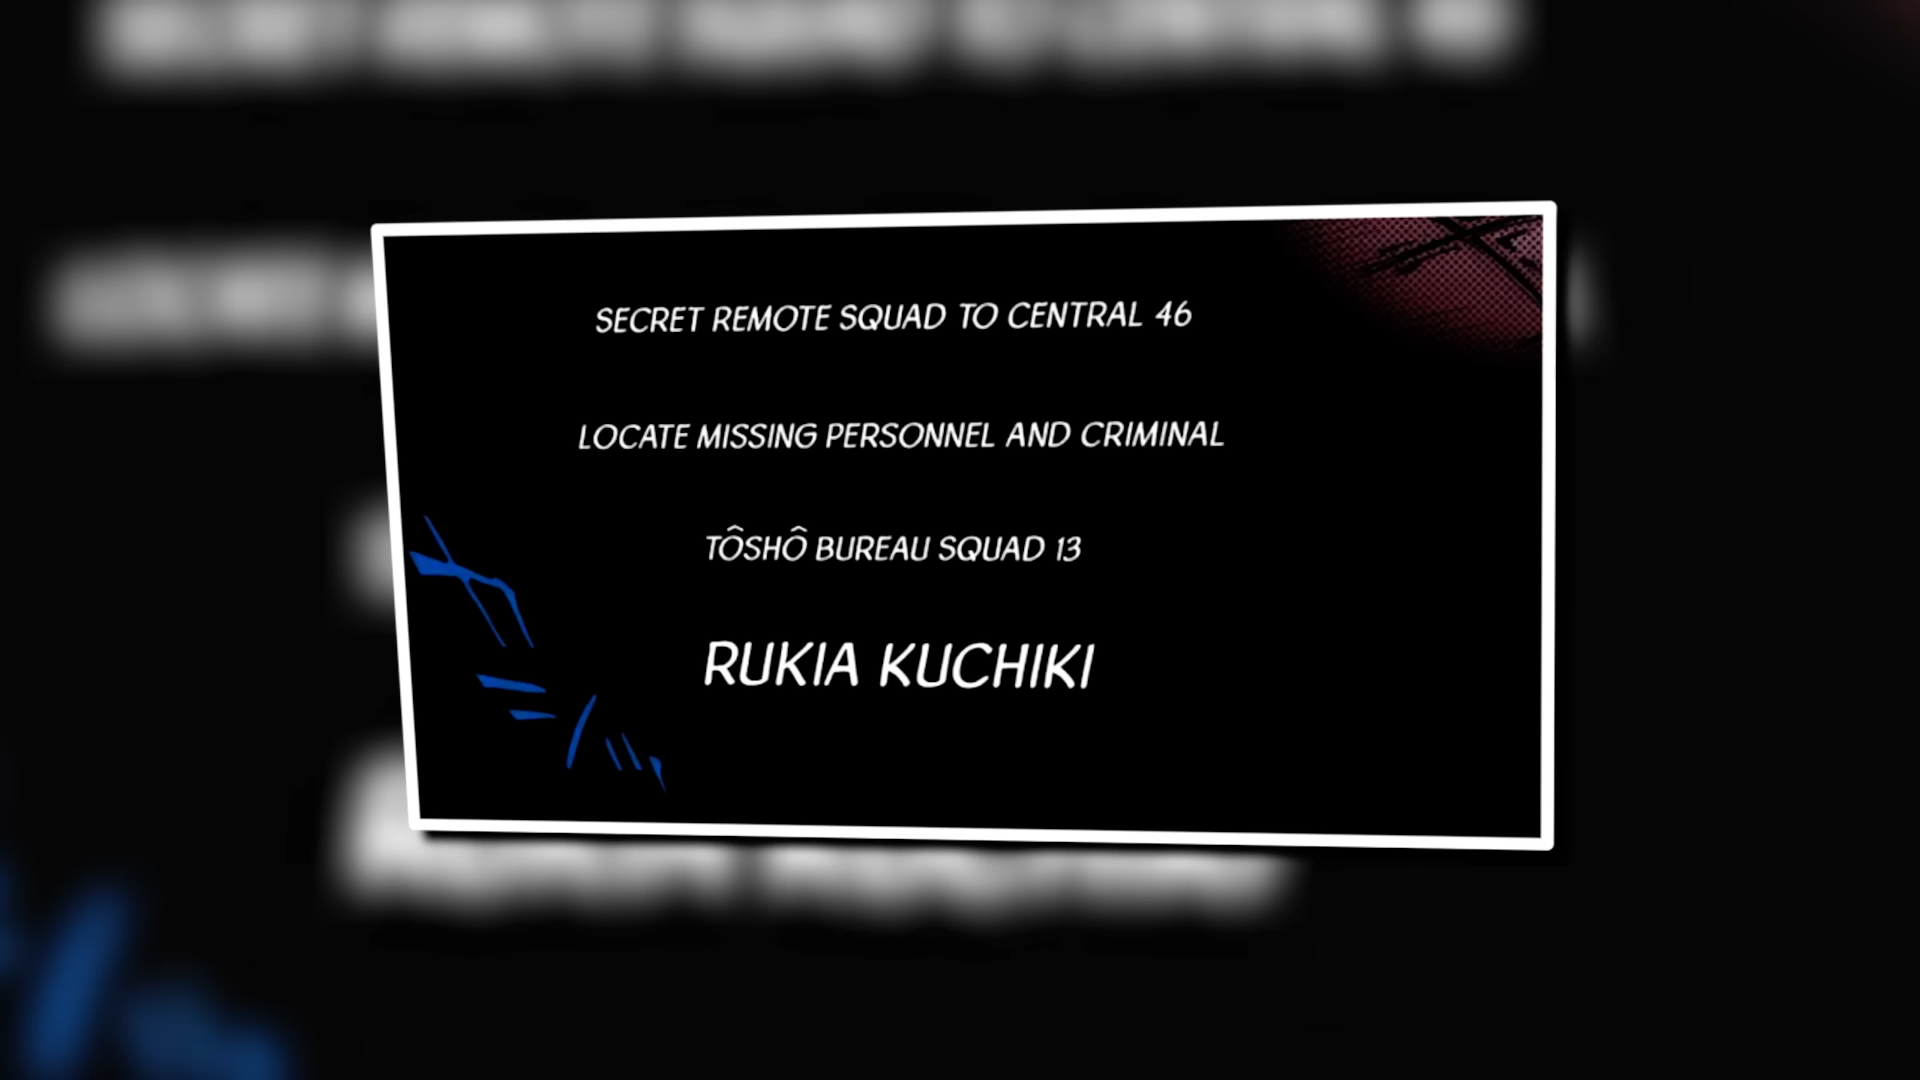 SECRET REMOTE SQUAD TO CENTRAL 46
LOCATE MISSING PERSONNEL AND CRIMINAL
TÔSHÔ BUREAU SQUAD 13
RUKIA KUCHIKI